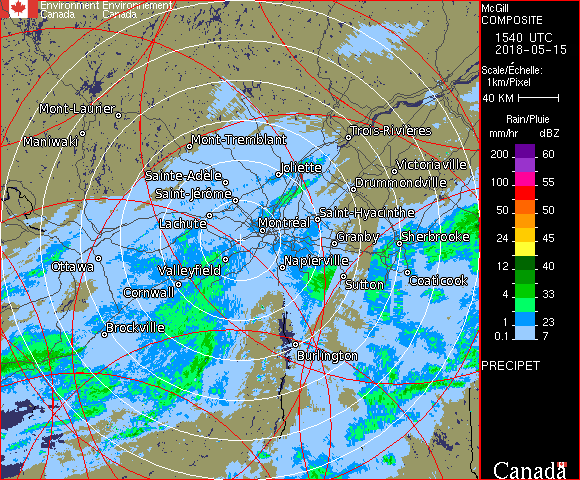 Environment Environnement
Canada Canada
McGill
COMPOSITE
1540 UTC
2018-05-15
Scale/Échelle:
1km/Pixel
40 KM
Rain/Pluie
mm/hr dBZ
200 60
100 55
50 50
24 45
12 40
4 33
1 23
0.1 7
PRECIPET
Canada
Mont-Laurier
Maniwaki
Mont-Tremblant
Trois-Rivières
Joliette
Victoriaville
Sainte-Adèle
Drummondville
Saint-Jérôme
Lachute
Saint-Hyacinthe
Montréal
Granby
Sherbrooke
Ottawa
Valleyfield
Napierville
Cornwall
Sutton
Coaticook
Brockville
Burlington